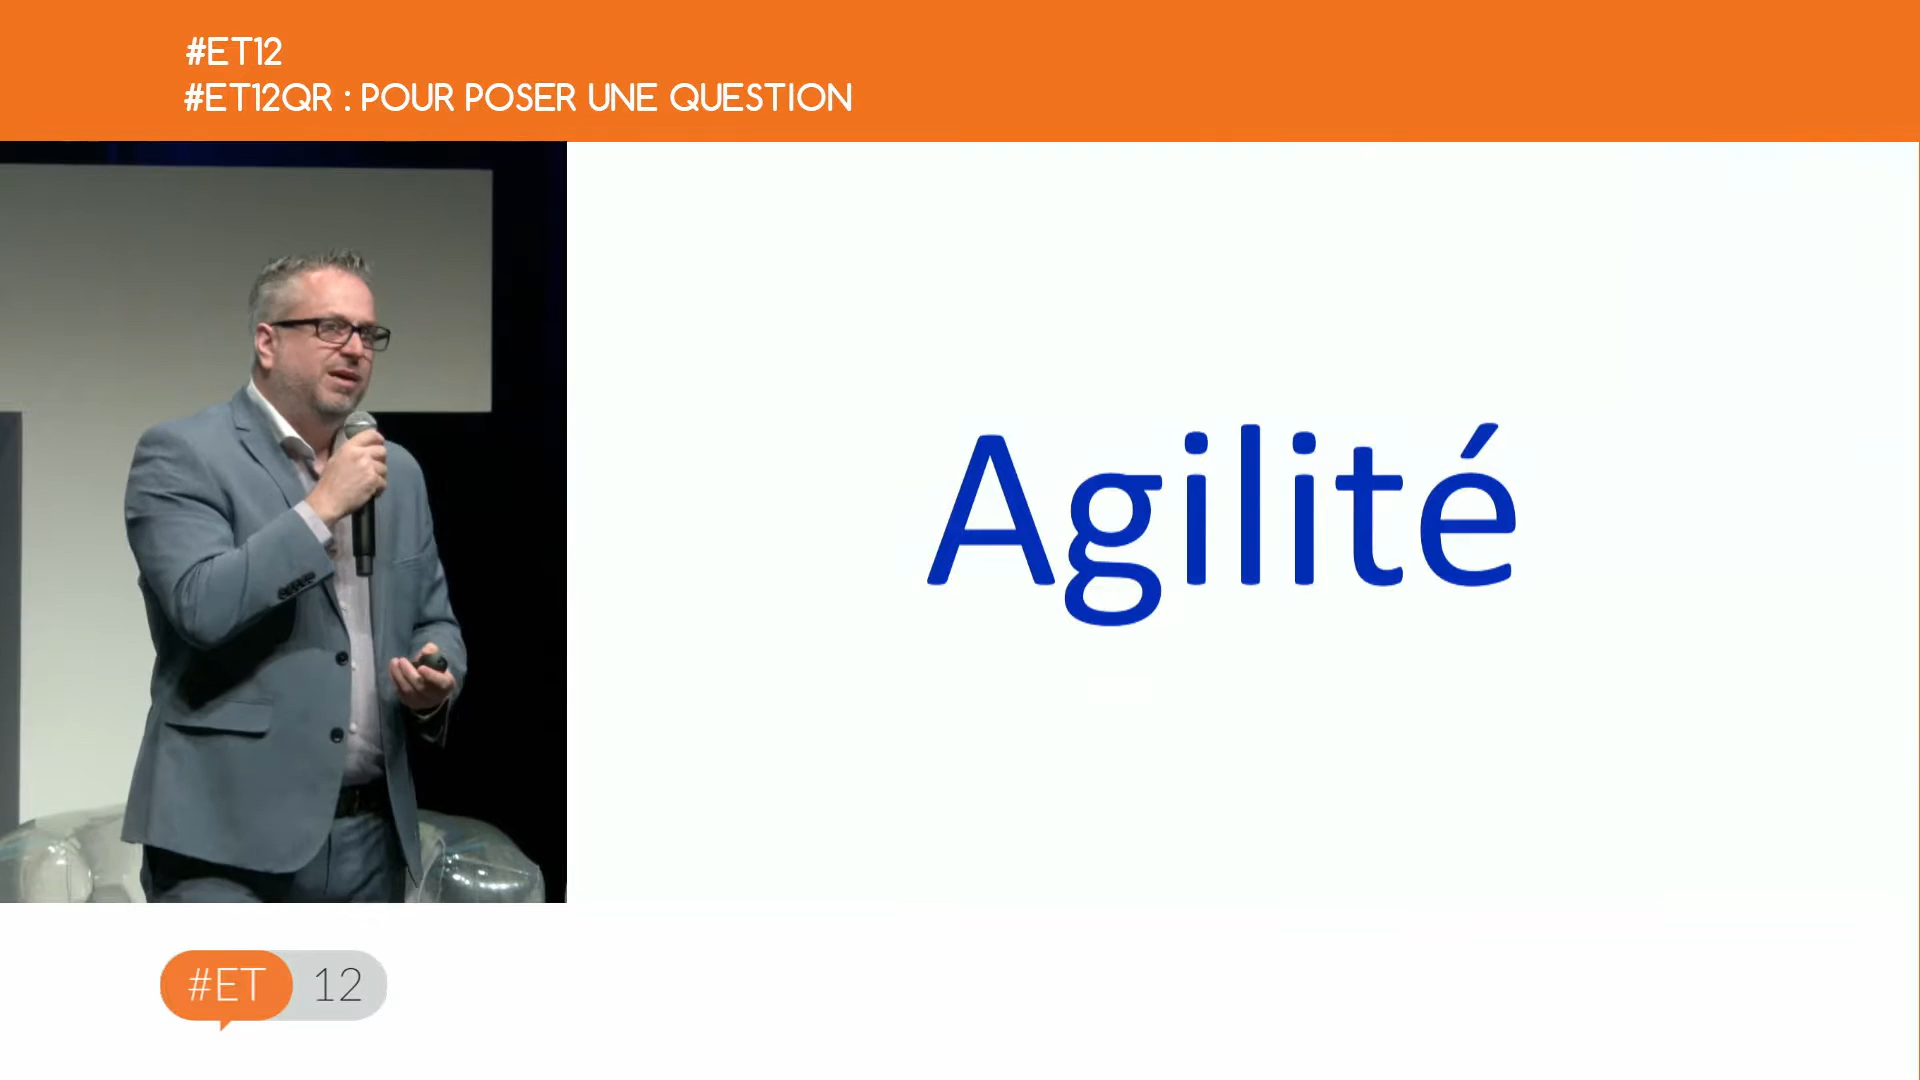 #ET12
#ET12QR : POUR POSER UNE QUESTION
Agilité
#ET 12